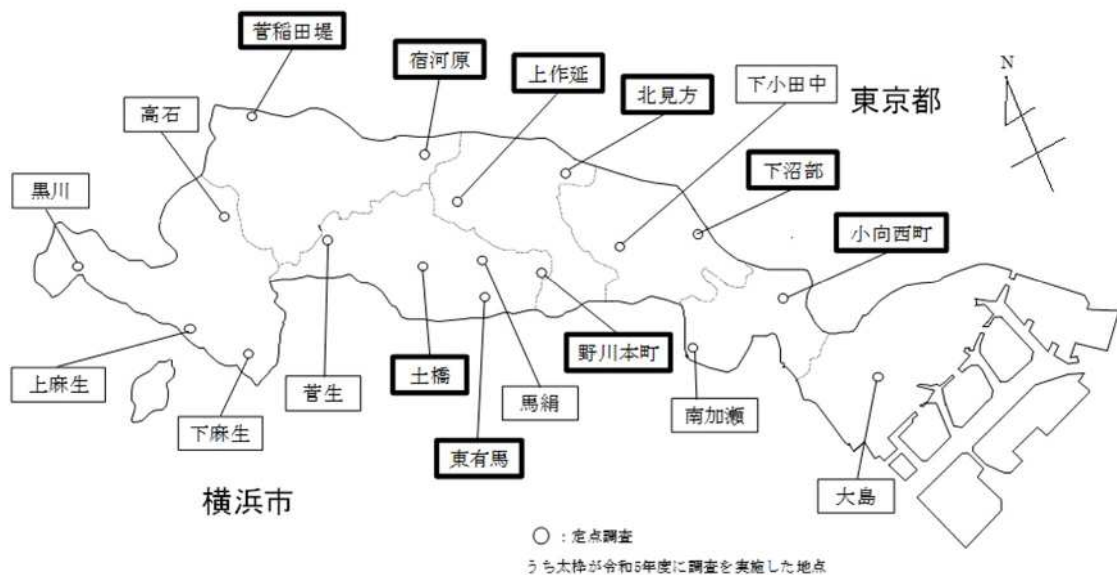 菅稲田堤
宿河原
上作延
北見方
下小田中
東京都
N
高石
下沼部
黒川
小向西町
上麻生
下麻生
菅生
土橋
馬絹
野川本町
東有馬
南加瀬
大島
横浜市
○ : 定点調査
うち太枠が令和5年度に調査を実施した地点